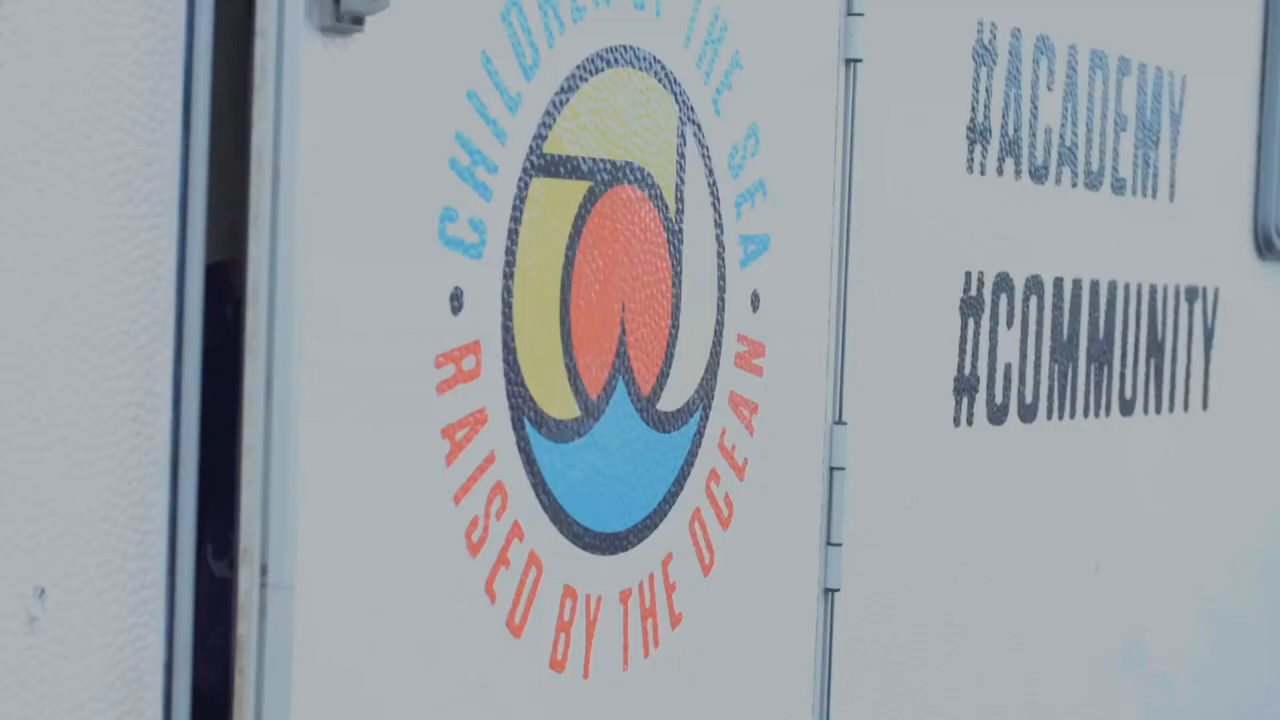 CHILDREN OF THE SEA
RAISED BY THE OCEAN
#ACADEMY
#COMMUNITY